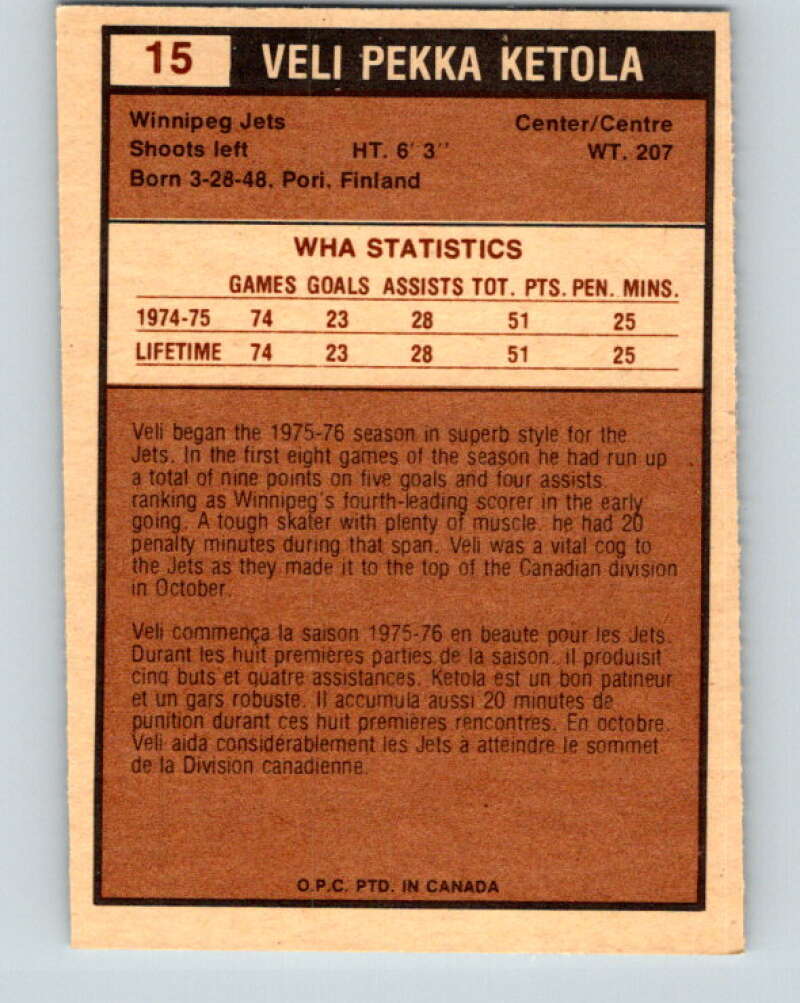 15 VELI PEKKA KETOLA
Winnipeg Jets Center/Centre
Shoots left HT. 6' 3'' WT. 207
Born 3-28-48, Pori, Finland
WHA STATISTICS
GAMES GOALS ASSISTS TOT. PTS. PEN. MINS.
1974-75 74 23 28 51 25
LIFETIME 74 23 28 51 25
Veli began the 1975-76 season in superb style for the
Jets. In the first eight games of the season he had run up
a total of nine points on five goals and four assists
ranking as Winnipeg's fourth-leading scorer in the early
going. A tough skater with plenty of muscle. he had 20
penalty minutes during that span. Veli was a vital cog to
the Jets as they made it to the top of the Canadian division
in October.
Veli commença la saison 1975-76 en beaute pour les Jets.
Durant les huit premières parties de la saison, il produisit
cinq buts et quatre assistances. Ketola est un bon patineur
et un gars robuste. Il accumula aussi 20 minutes de
punition durant ces huit premières rencontres. En octobre.
Veli aida considérablement les Jets à atteindre le sommet
de la Division canadienne.
O.P.C. PTD. IN CANADA